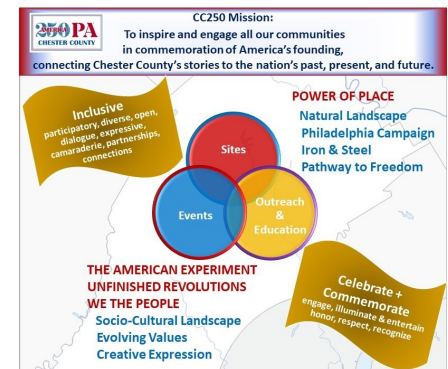 CC250 Mission:
To inspire and engage all our communities
in commemoration of America's founding,
connecting Chester County's stories to the nation's past, present, and future.
AMERICA
250PA
CHESTER COUNTY
Inclusive
participatory, diverse, open,
dialogue, expressive,
camaraderie, partnerships,
connections
POWER OF PLACE
Natural Landscape
Philadelphia Campaign
Iron & Steel
Pathway to Freedom
Sites
Events
Outreach
&
Education
THE AMERICAN EXPERIMENT
UNFINISHED REVOLUTIONS
WE THE PEOPLE
Socio-Cultural Landscape
Evolving Values
Creative Expression
Celebrate +
Commemorate
engage, illuminate & entertain
honor, respect, recognize